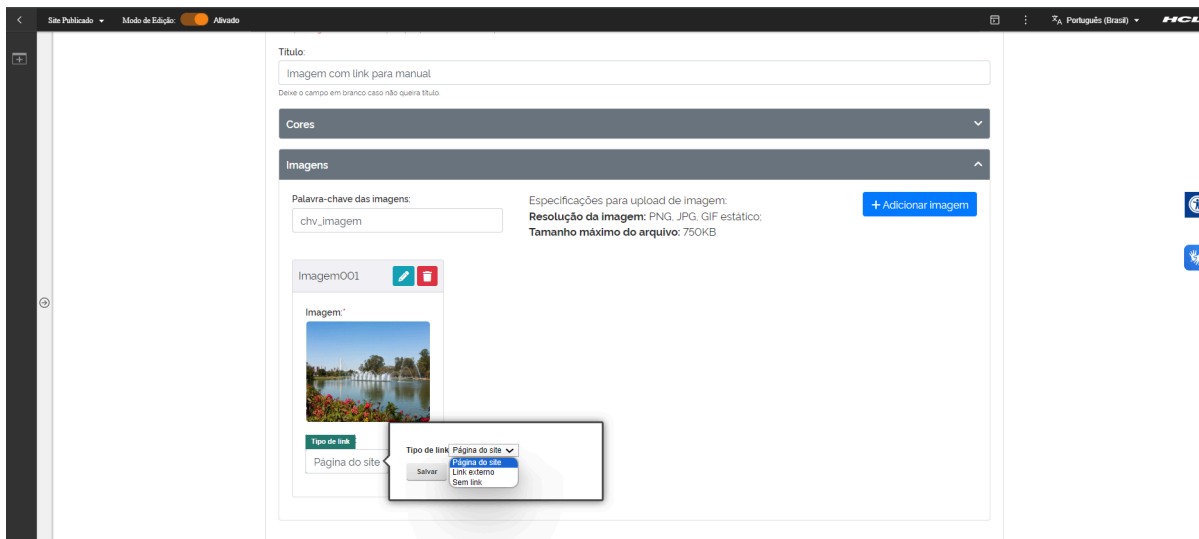 Site Publicado
Modo de Edição:
Ativado
Português (Brasil)
HCL
Título:
Imagem com link para manual
Deixe o campo em branco caso não queira título
Cores
Imagens
Palavra-chave das imagens:
Especificações para upload de imagem:
Resolução da imagem: PNG, JPG, GIF estático;
Tamanho máximo do arquivo: 750KB
+ Adicionar imagem
chv_imagem
Imagem001
Imagem:*
Tipo de link
Página do site
Tipo de link
Página do site
Página do site
Link externo
Sem link
Salvar